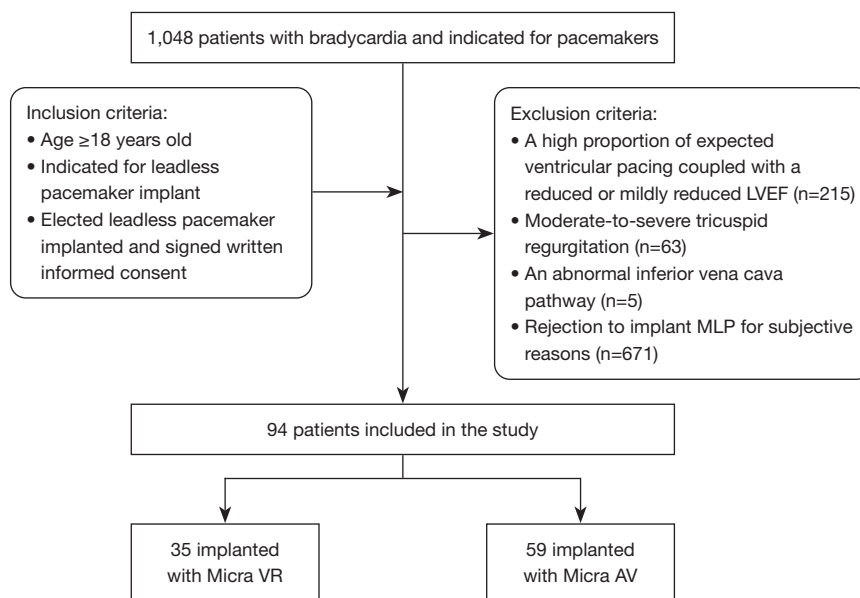 1,048 patients with bradycardia and indicated for pacemakers
Inclusion criteria:
• Age ≥18 years old
• Indicated for leadless
pacemaker implant
• Elected leadless pacemaker
implanted and signed written
informed consent
Exclusion criteria:
• A high proportion of expected
ventricular pacing coupled with a
reduced or mildly reduced LVEF (n=215)
• Moderate-to-severe tricuspid
regurgitation (n=63)
• An abnormal inferior vena cava
pathway (n=5)
• Rejection to implant MLP for subjective
reasons (n=671)
94 patients included in the study
35 implanted
with Micra VR
59 implanted
with Micra AV